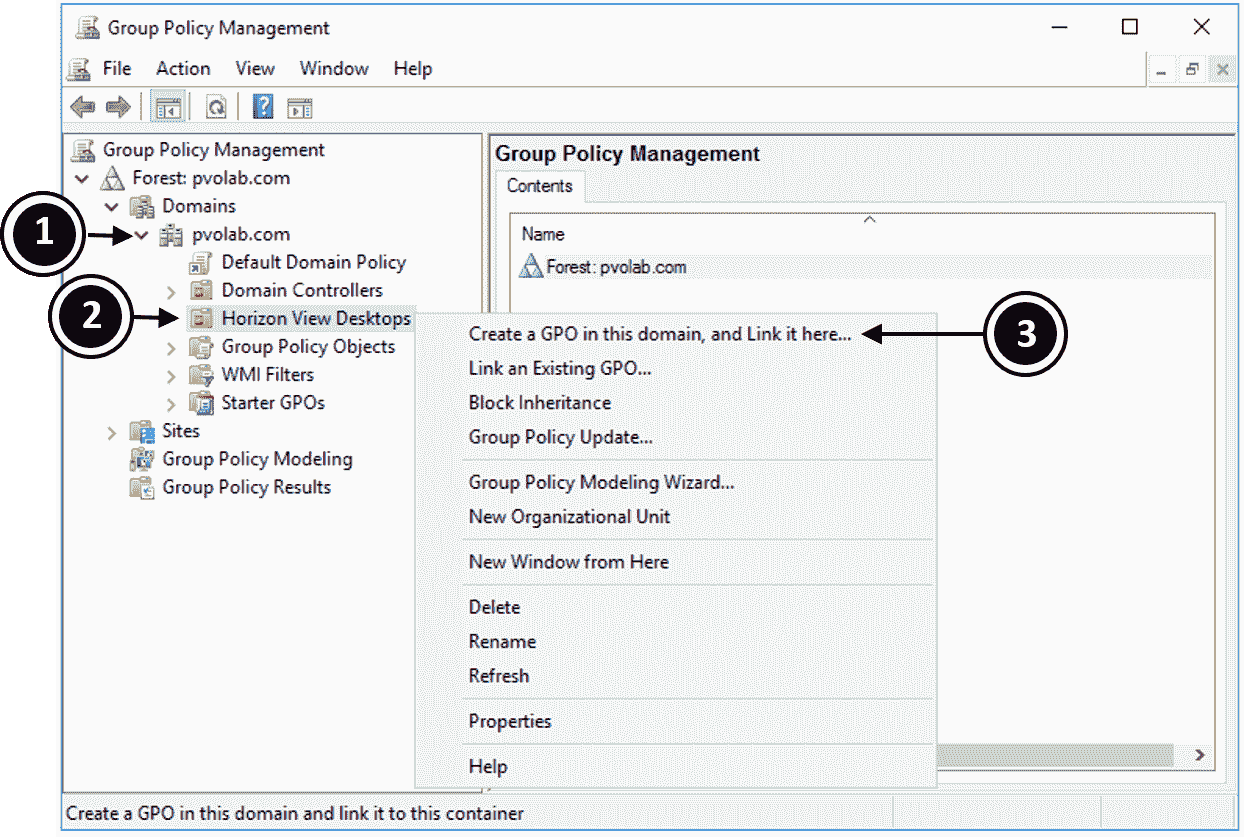 Group Policy Management
File Action View Window Help
Group Policy Management
Forest: pvolab.com
Domains
1
pvolab.com
Default Domain Policy
Domain Controllers
2
Horizon View Desktops
Group Policy Objects
WMI Filters
Starter GPOs
Sites
Group Policy Modeling
Group Policy Results
Group Policy Management
Contents
Name
Forest: pvolab.com
Create a GPO in this domain, and Link it here...
3
Link an Existing GPO...
Block Inheritance
Group Policy Update...
Group Policy Modeling Wizard...
New Organizational Unit
New Window from Here
Delete
Rename
Refresh
Properties
Help
Create a GPO in this domain and link it to this container